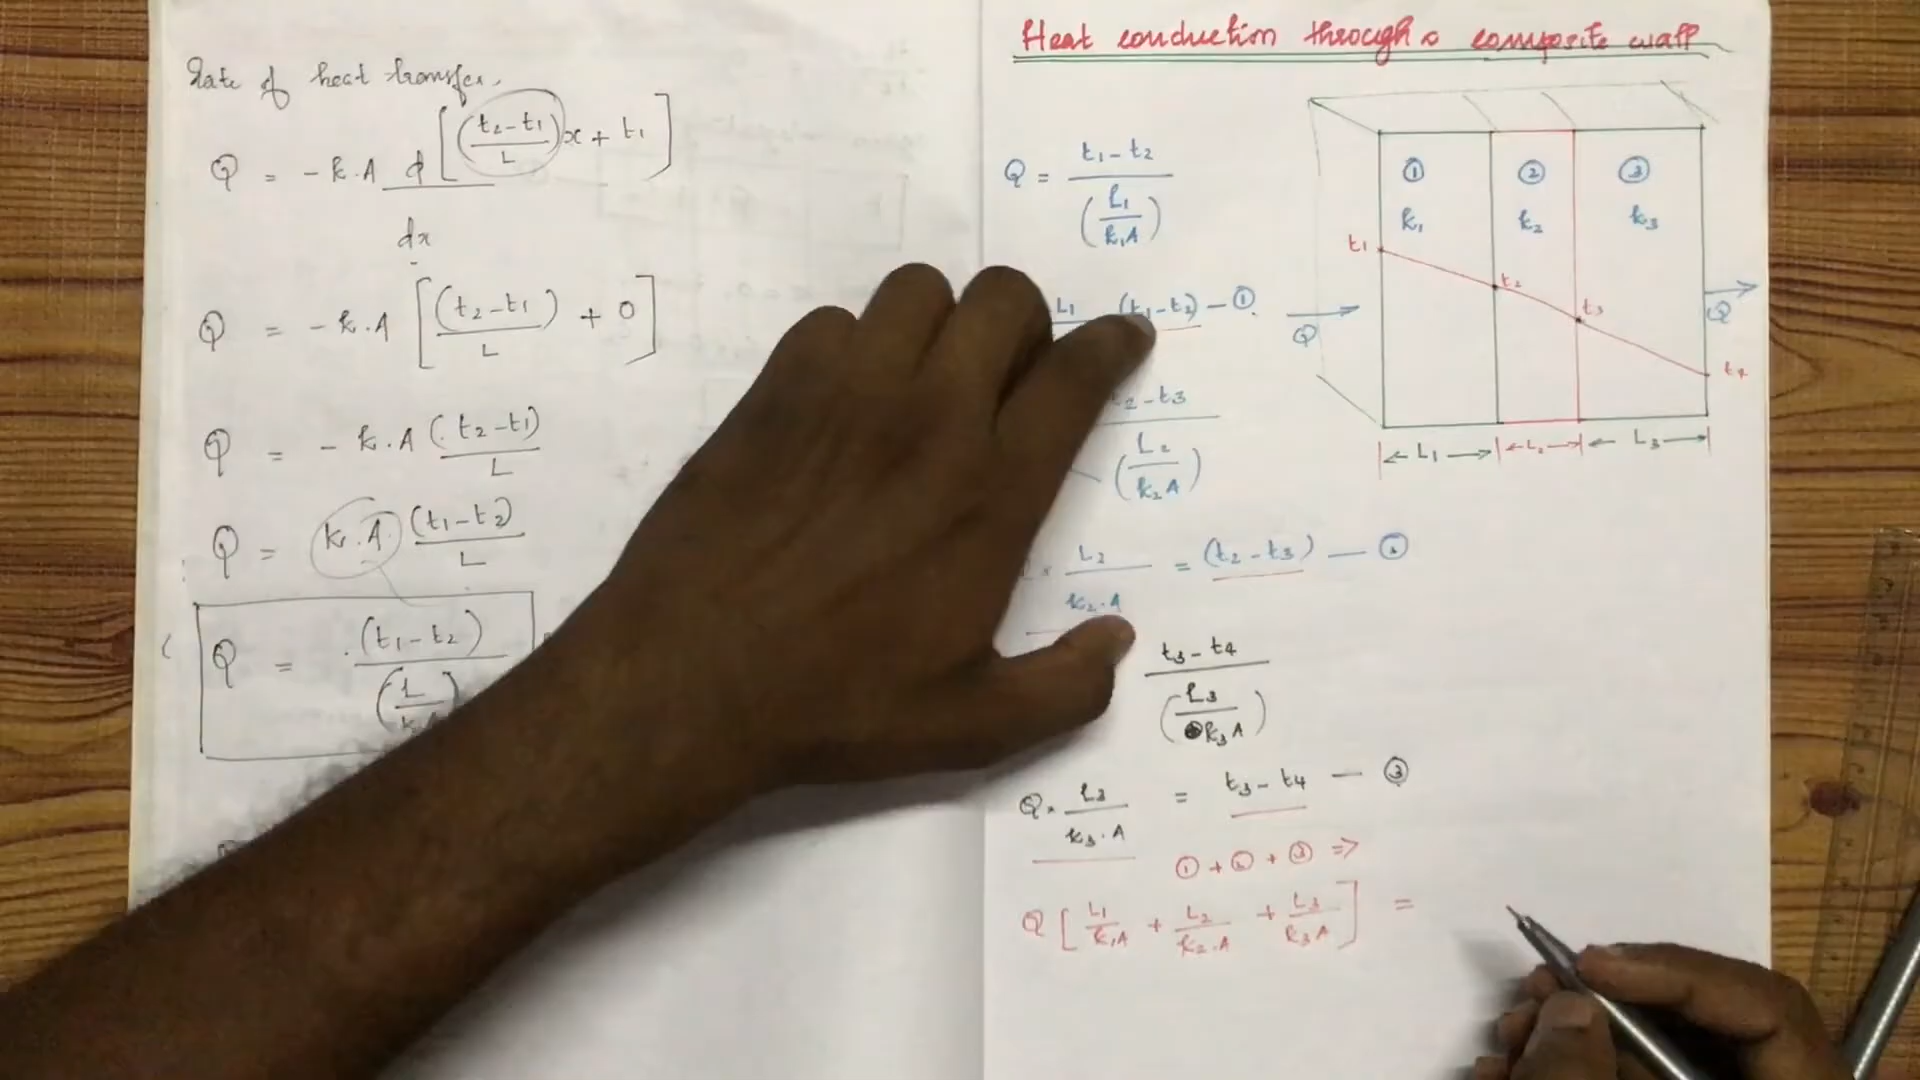 Rate of heat transfer.
Q = -k.A d[((t2-t1)/L)x + t1]
dx
Q = -k.A [(t2-t1)/L + 0]
Q = -k.A (t2-t1)/L
Q = k.A (t1-t2)/L
Q = (t1-t2)/(L/
Heat conduction through a composite wall
Q = (t1-t2)/(L1/k1A)
L1 (t1-t2) — ①
t2-t3/(L2/k2A)
× L2/k2.A = (t2-t3) — ②
t3-t4/(L3/k3A)
Q× L3/k3.A = t3-t4 — ③
① + ② + ③ ⇒
Q [L1/k1A + L2/k2.A + L3/k3A] =
① ② ③
k1 k2 k3
t1
t2
t3
t4
Q
Q
L1 L2 L3